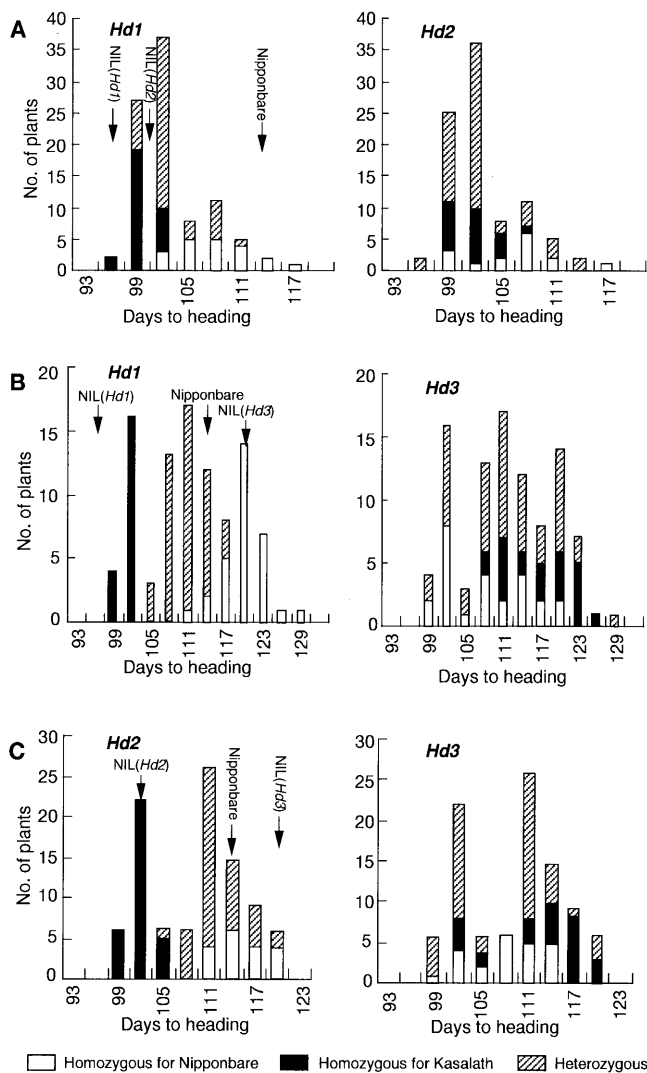 A
Hd1
Hd2
No. of plants
40
35
30
25
20
15
10
5
0
NIL(Hd1)
NIL(Hd2)
Nipponbare
93
99
105
111
117
Days to heading
40
35
30
25
20
15
10
5
0
93
99
105
111
117
Days to heading
B
Hd1
Hd3
No. of plants
20
15
10
5
0
NIL(Hd1)
Nipponbare
NIL(Hd3)
93
99
105
111
117
123
129
Days to heading
20
15
10
5
0
93
99
105
111
117
123
129
Days to heading
C
Hd2
Hd3
No. of plants
30
25
20
15
10
5
0
NIL(Hd2)
Nipponbare
NIL(Hd3)
93
99
105
111
117
123
Days to heading
30
25
20
15
10
5
0
93
99
105
111
117
123
Days to heading
Homozygous for Nipponbare
Homozygous for Kasalath
Heterozygous